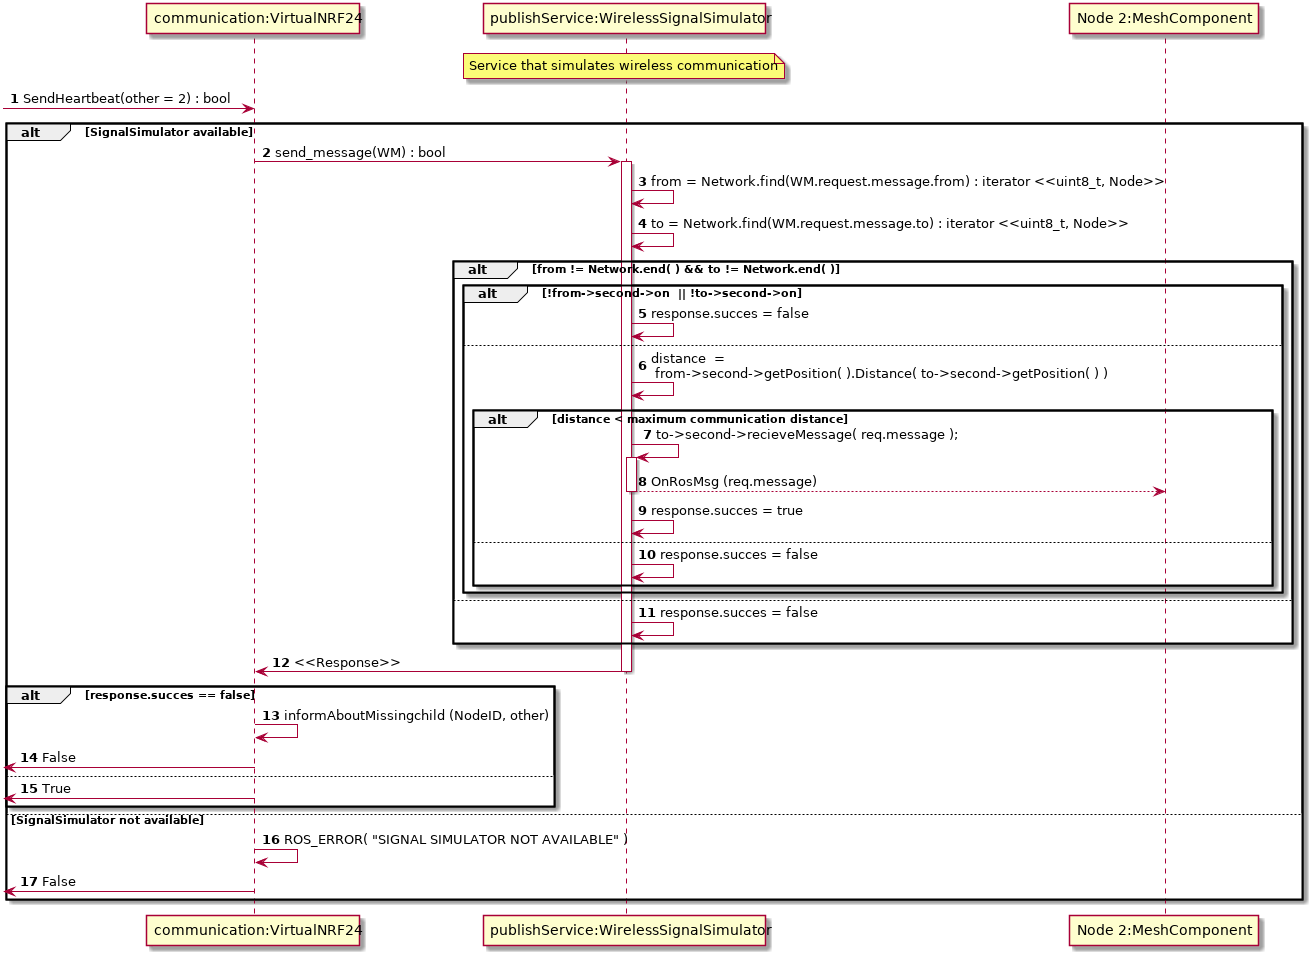 communication:VirtualNRF24
publishService:WirelessSignalSimulator
Node 2:MeshComponent
Service that simulates wireless communication
1 SendHeartbeat(other = 2) : bool
alt [SignalSimulator available]
2 send_message(WM) : bool
3 from = Network.find(WM.request.message.from) : iterator <<uint8_t, Node>>
4 to = Network.find(WM.request.message.to) : iterator <<uint8_t, Node>>
alt [from != Network.end( ) && to != Network.end( )]
alt [!from->second->on || !to->second->on]
5 response.succes = false
6 distance =
from->second->getPosition( ).Distance( to->second->getPosition( ) )
alt [distance < maximum communication distance]
7 to->second->recieveMessage( req.message );
8 OnRosMsg (req.message)
9 response.succes = true
10 response.succes = false
11 response.succes = false
12 <<Response>>
alt [response.succes == false]
13 informAboutMissingchild (NodeID, other)
14 False
15 True
[SignalSimulator not available]
16 ROS_ERROR( "SIGNAL SIMULATOR NOT AVAILABLE" )
17 False
communication:VirtualNRF24
publishService:WirelessSignalSimulator
Node 2:MeshComponent